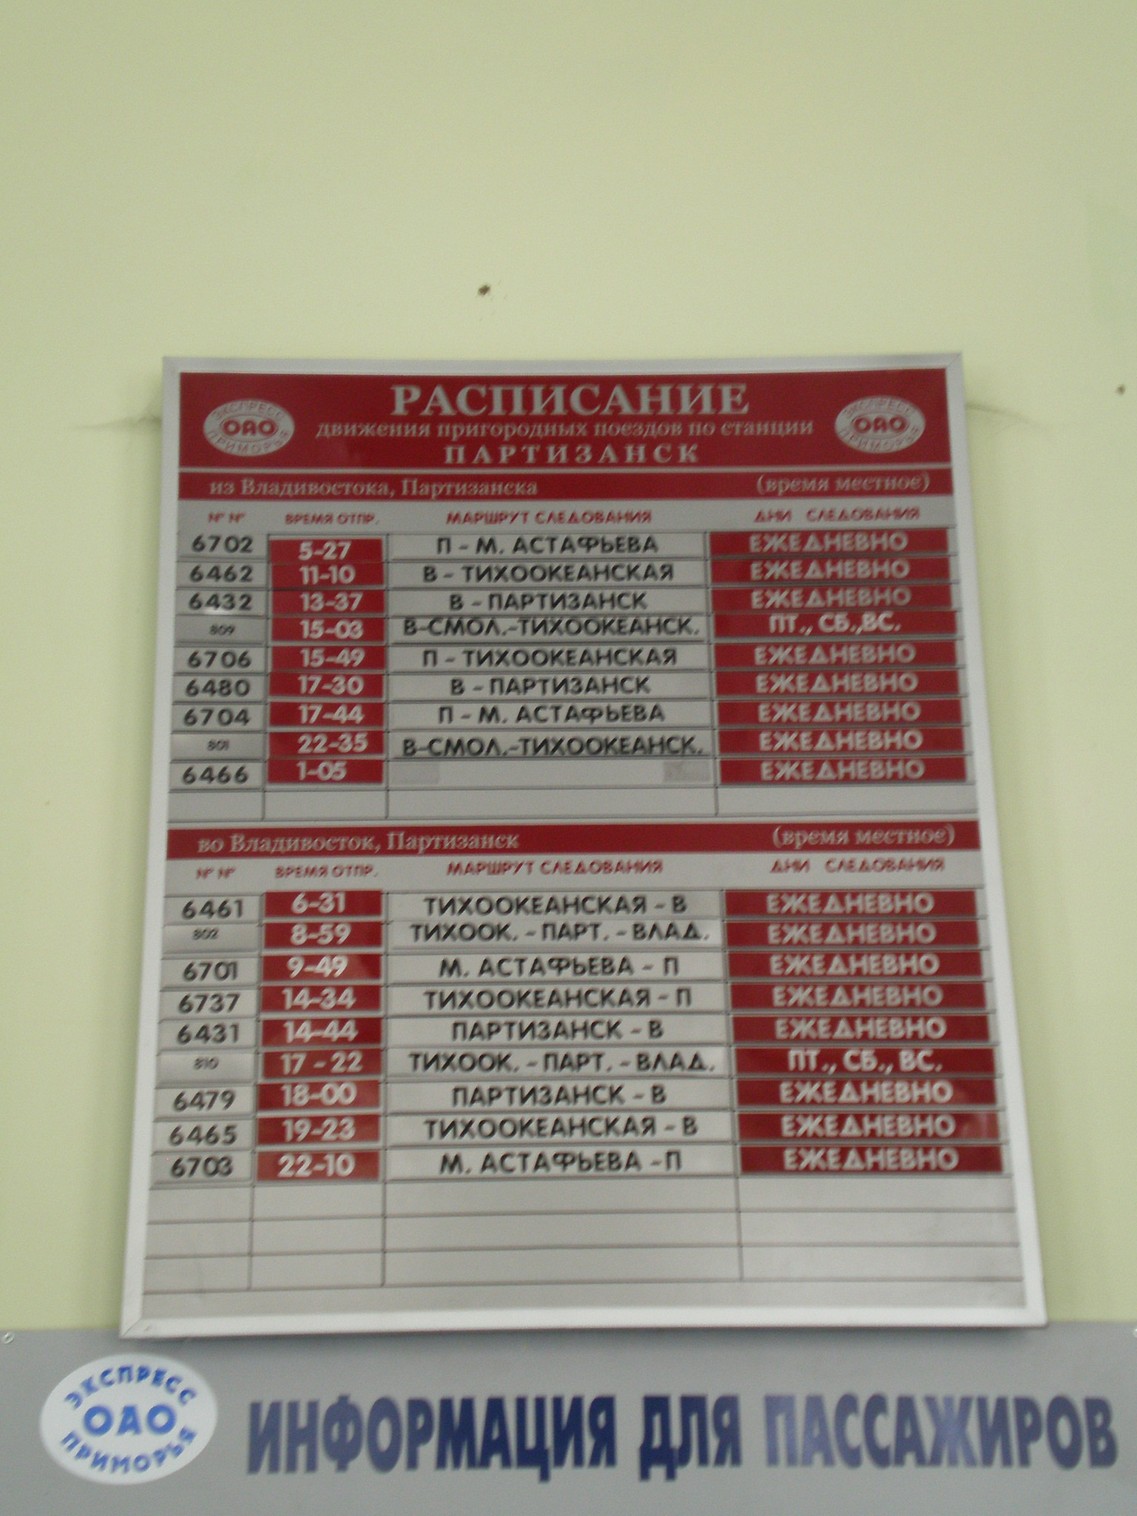 РАСПИСАНИЕ
ЭКСПРЕСС ОАО ПРИМОРЬЯ
движения пригородных поездов по станции
ЭКСПРЕСС ОАО ПРИМОРЬЯ
ПАРТИЗАНСК
из Владивостока, Партизанска (время местное)
№ № ВРЕМЯ ОТПР. МАРШРУТ СЛЕДОВАНИЯ ДНИ СЛЕДОВАНИЯ
6702 5-27 П - М. АСТАФЬЕВА ЕЖЕДНЕВНО
6462 11-10 В - ТИХООКЕАНСКАЯ ЕЖЕДНЕВНО
6432 13-37 В - ПАРТИЗАНСК ЕЖЕДНЕВНО
809 15-03 В-СМОЛ.-ТИХООКЕАНСК. ПТ., СБ.,ВС.
6706 15-49 П - ТИХООКЕАНСКАЯ ЕЖЕДНЕВНО
6480 17-30 В - ПАРТИЗАНСК ЕЖЕДНЕВНО
6704 17-44 П - М. АСТАФЬЕВА ЕЖЕДНЕВНО
801 22-35 В-СМОЛ.-ТИХООКЕАНСК. ЕЖЕДНЕВНО
6466 1-05 ЕЖЕДНЕВНО
во Владивосток, Партизанск (время местное)
№ № ВРЕМЯ ОТПР. МАРШРУТ СЛЕДОВАНИЯ ДНИ СЛЕДОВАНИЯ
6461 6-31 ТИХООКЕАНСКАЯ - В ЕЖЕДНЕВНО
802 8-59 ТИХООК. - ПАРТ. - ВЛАД. ЕЖЕДНЕВНО
6701 9-49 М. АСТАФЬЕВА - П ЕЖЕДНЕВНО
6737 14-34 ТИХООКЕАНСКАЯ - П ЕЖЕДНЕВНО
6431 14-44 ПАРТИЗАНСК - В ЕЖЕДНЕВНО
810 17 - 22 ТИХООК. - ПАРТ. - ВЛАД. ПТ., СБ., ВС.
6479 18-00 ПАРТИЗАНСК - В ЕЖЕДНЕВНО
6465 19-23 ТИХООКЕАНСКАЯ - В ЕЖЕДНЕВНО
6703 22-10 М. АСТАФЬЕВА -П ЕЖЕДНЕВНО
ЭКСПРЕСС ОАО ПРИМОРЬЯ
ИНФОРМАЦИЯ ДЛЯ ПАССАЖИРОВ